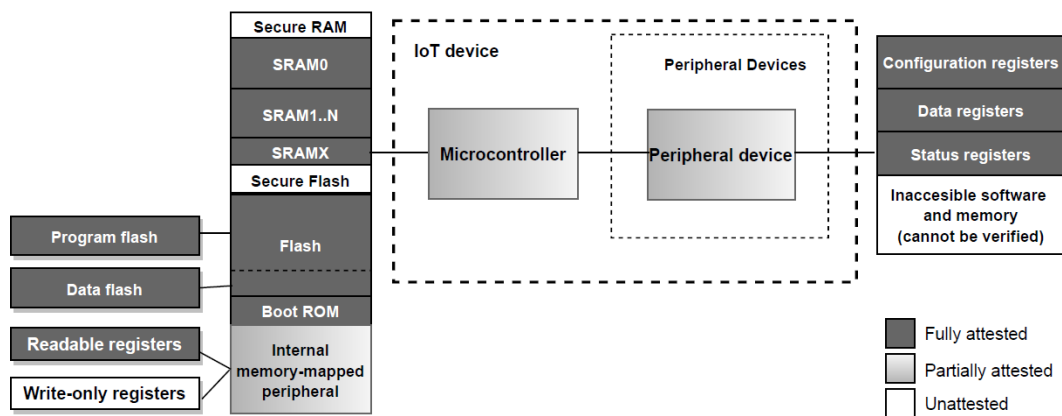 Secure RAM
SRAM0
SRAM1..N
SRAMX
Secure Flash
Flash
Boot ROM
Internal
memory-mapped
peripheral
Program flash
Data flash
Readable registers
Write-only registers
IoT device
Microcontroller
Peripheral Devices
Peripheral device
Configuration registers
Data registers
Status registers
Inaccesible software
and memory
(cannot be verified)
Fully attested
Partially attested
Unattested